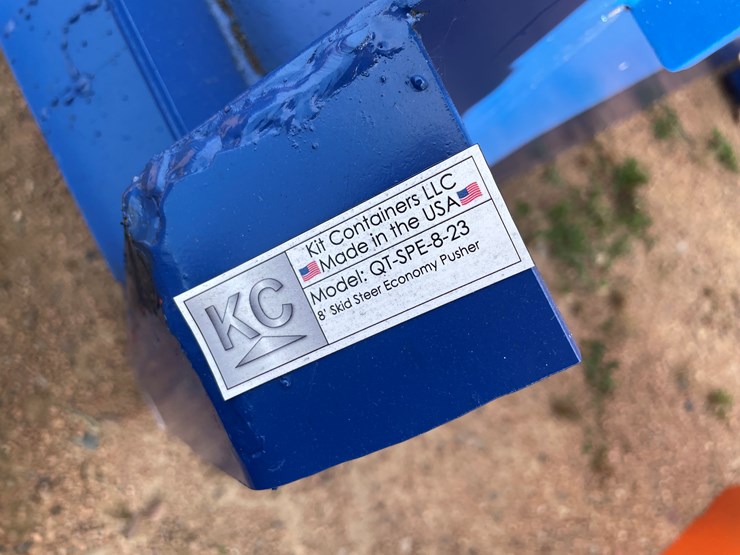 KC
Kit Containers LLC
Made in the USA
Model: QT-SPE-8-23
8' Skid Steer Economy Pusher